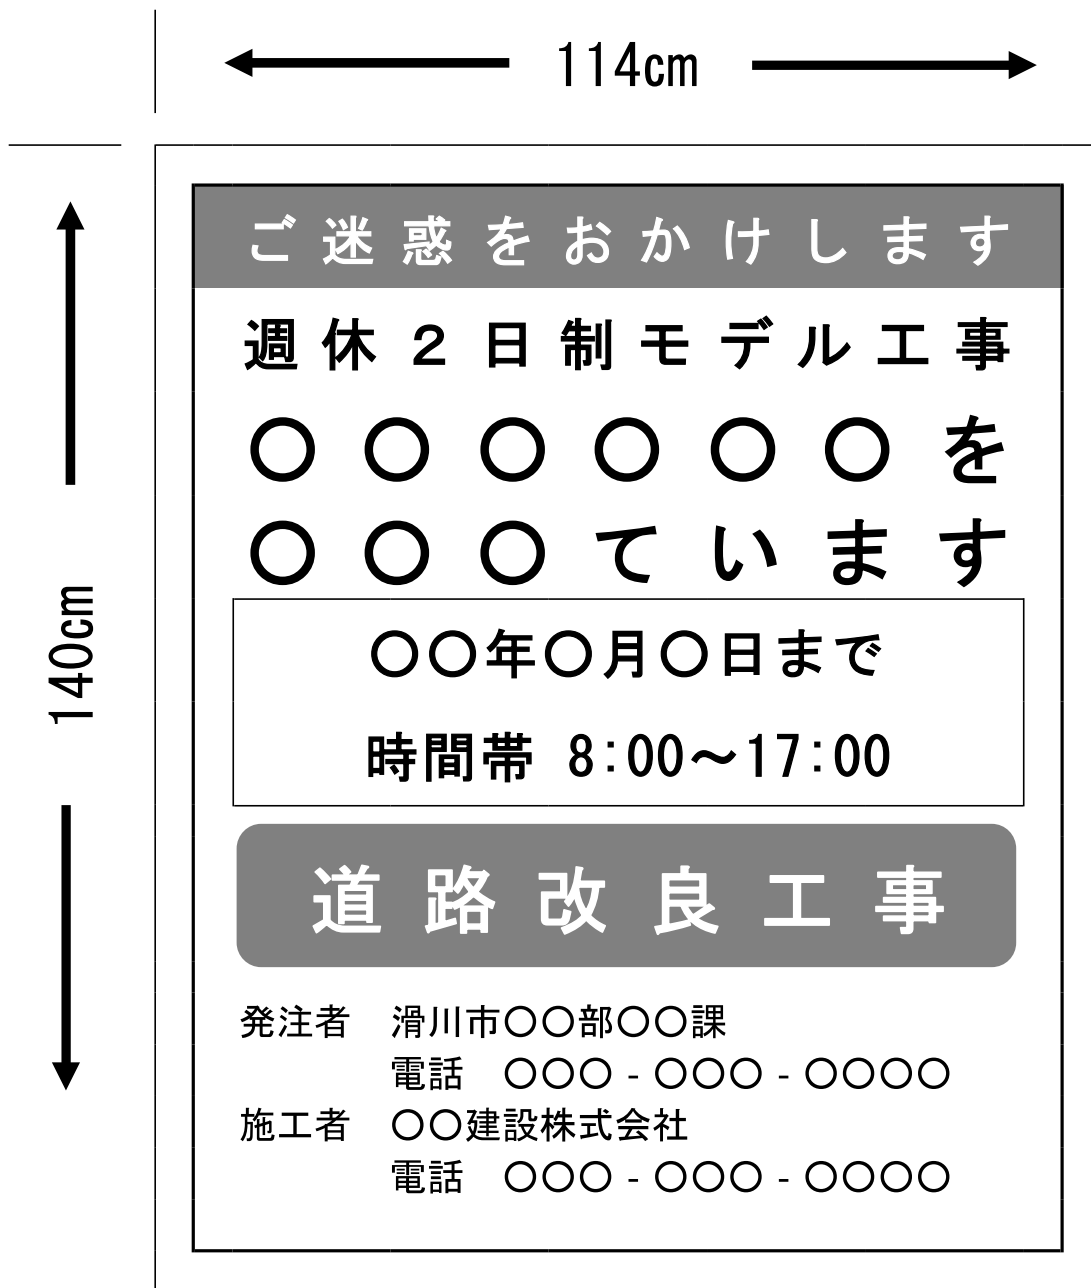 114cm
140cm
ご迷惑をおかけします
週休２日制モデル工事
〇〇〇〇〇〇を
〇〇〇ています
〇〇年〇月〇日まで
時間帯 8:00～17:00
道路改良工事
発注者 滑川市〇〇部〇〇課
電話 〇〇〇 - 〇〇〇 - 〇〇〇〇
施工者 〇〇建設株式会社
電話 〇〇〇 - 〇〇〇 - 〇〇〇〇